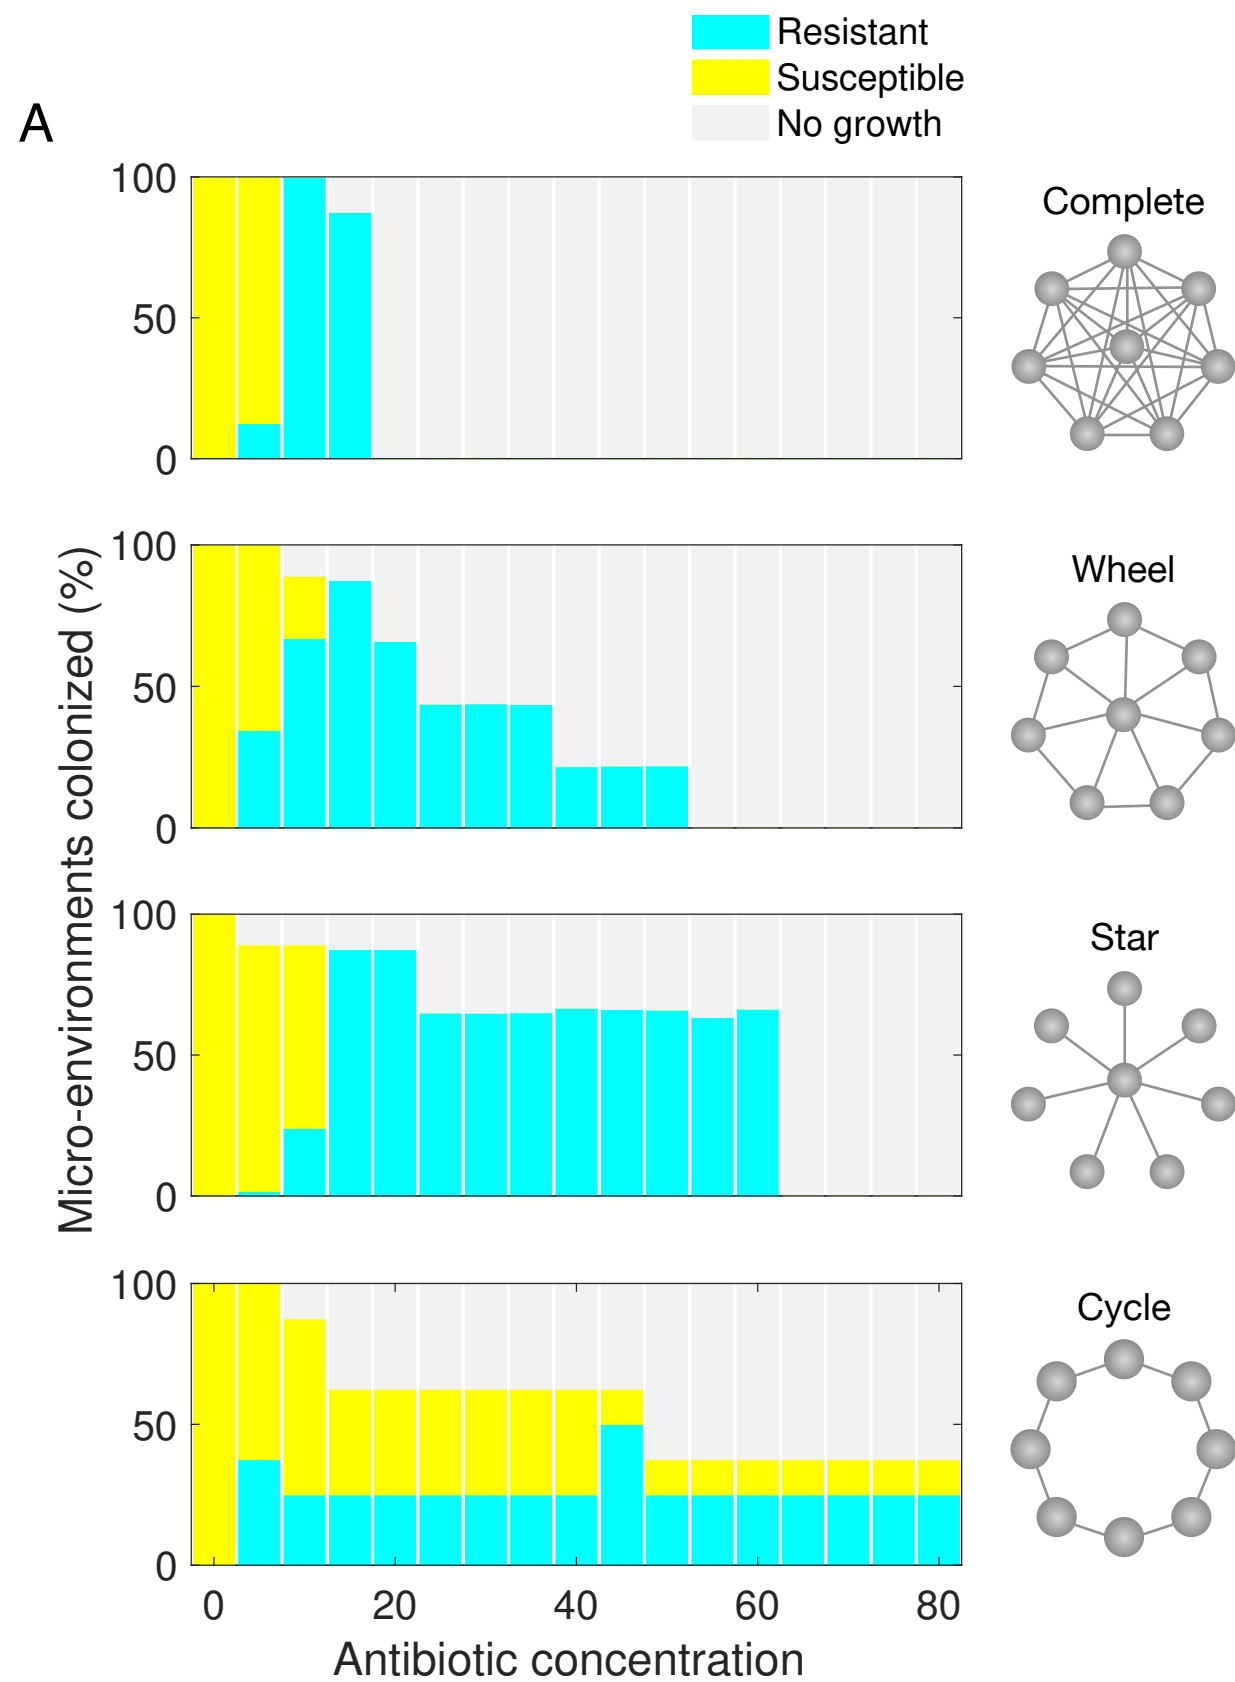 Resistant
Susceptible
No growth
A
100
50
0
Complete
Micro-environments colonized (%)
100
50
0
Wheel
100
50
0
Star
100
50
0
Cycle
0 20 40 60 80
Antibiotic concentration